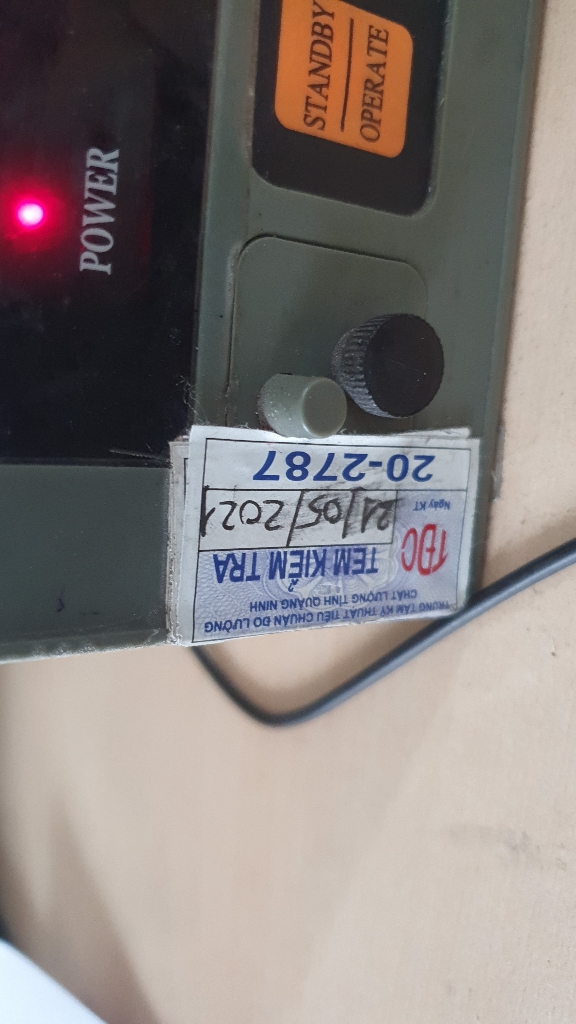 STANDBY
OPERATE
POWER
TRUNG TÂM KỸ THUẬT TIÊU CHUẨN ĐO LƯỜNG
CHẤT LƯỢNG TỈNH QUẢNG NINH
TĐC
TEM KIỂM TRA
Ngày KT
21/05/2021
20-2787